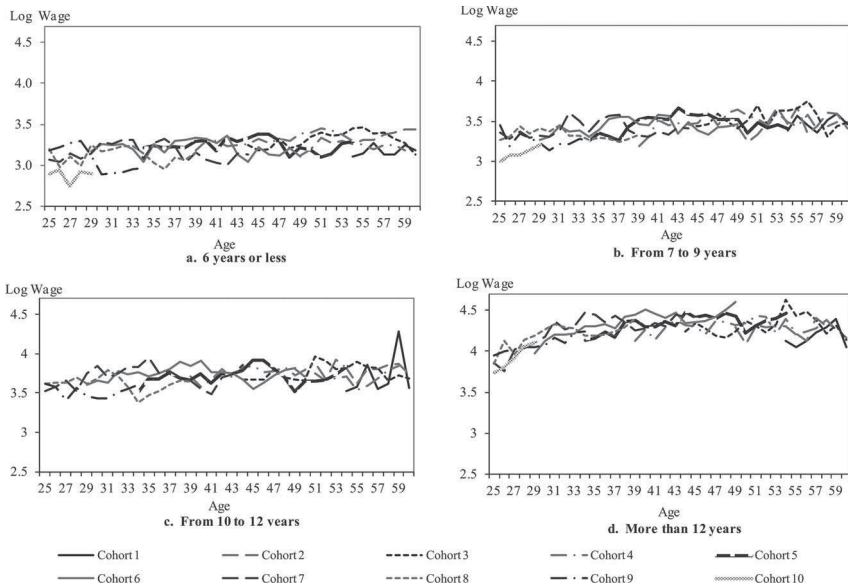 Log Wage
4.5
4.0
3.5
3.0
2.5
25 27 29 31 33 35 37 39 41 43 45 47 49 51 53 55 57 59
Age
a. 6 years or less
Log Wage
4.5
4
3.5
3
2.5
25 27 29 31 33 35 37 39 41 43 45 47 49 51 53 55 57 59
Age
b. From 7 to 9 years
Log Wage
4.5
4
3.5
3
2.5
25 27 29 31 33 35 37 39 41 43 45 47 49 51 53 55 57 59
Age
c. From 10 to 12 years
Log Wage
4.5
4
3.5
3
2.5
25 27 29 31 33 35 37 39 41 43 45 47 49 51 53 55 57 59
Age
d. More than 12 years
Cohort 1 Cohort 2 Cohort 3 Cohort 4 Cohort 5
Cohort 6 Cohort 7 Cohort 8 Cohort 9 Cohort 10